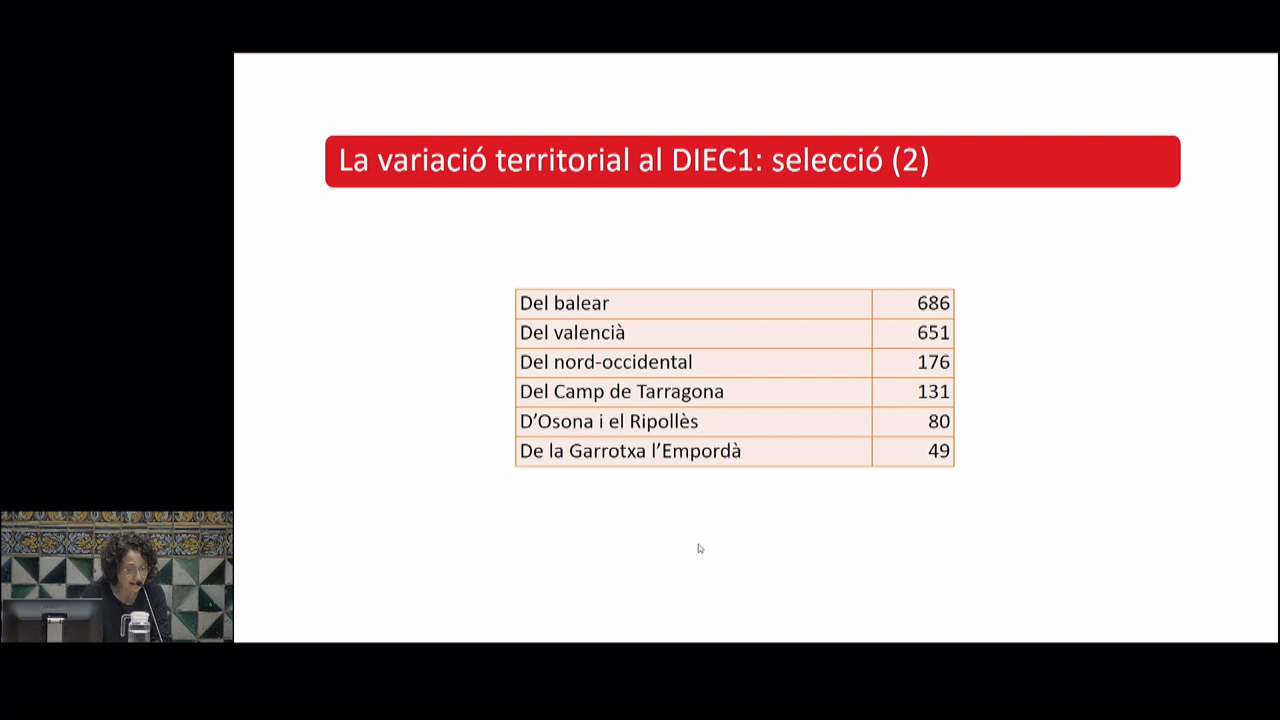 La variació territorial al DIEC1: selecció (2)
Del balear 686
Del valencià 651
Del nord-occidental 176
Del Camp de Tarragona 131
D’Osona i el Ripollès 80
De la Garrotxa l’Empordà 49